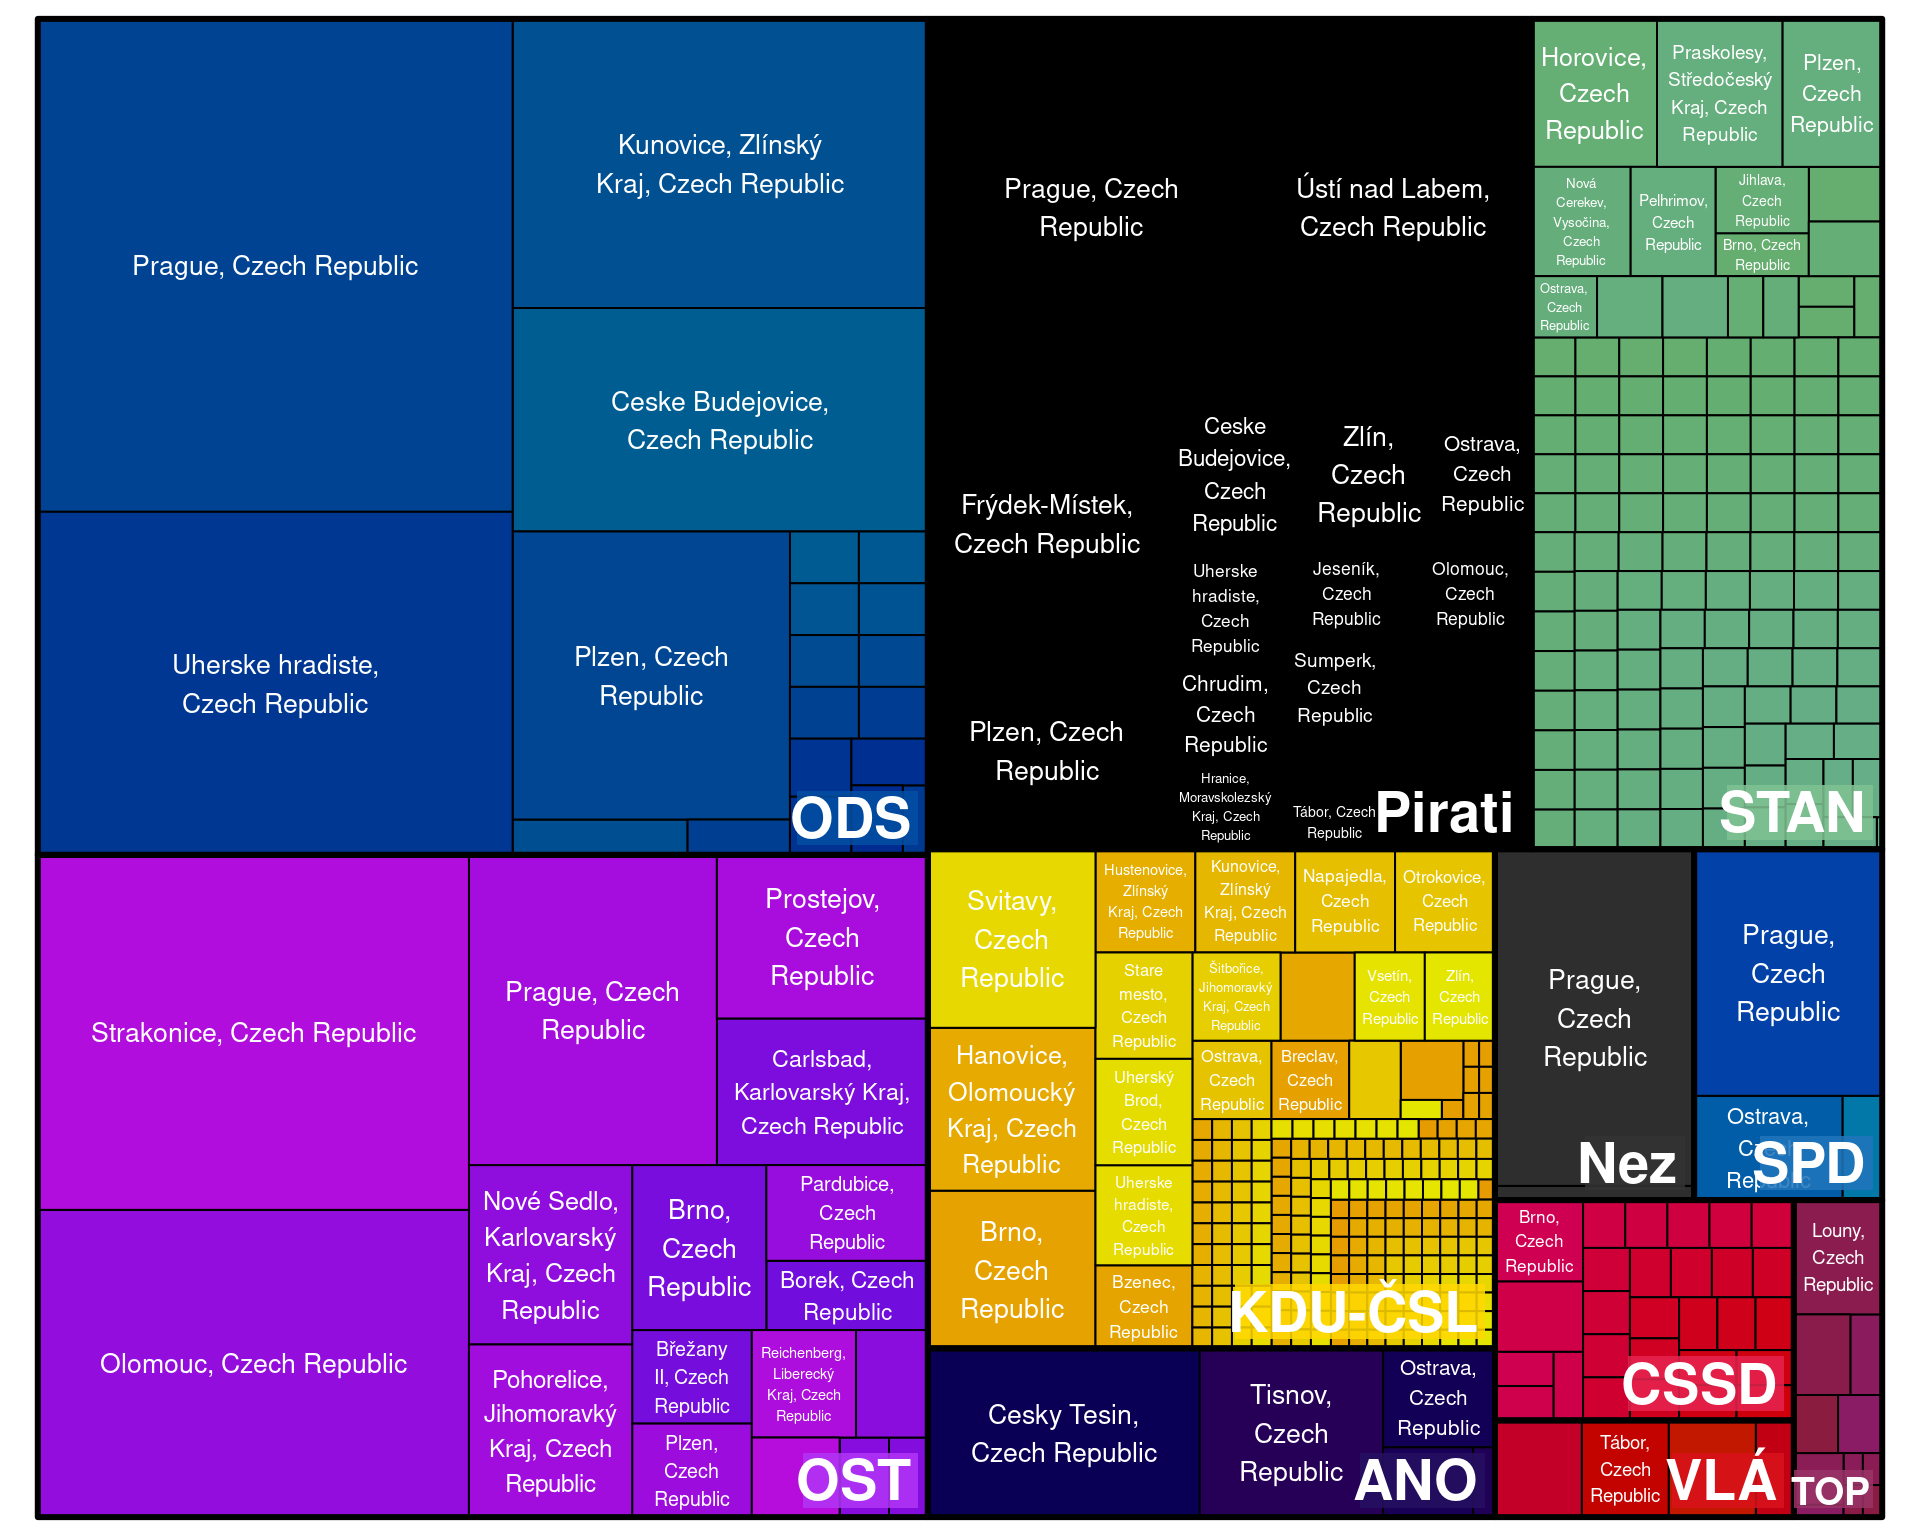 Prague, Czech Republic
Kunovice, Zlínský
Kraj, Czech Republic
Ceske Budejovice,
Czech Republic
Uherske hradiste,
Czech Republic
Plzen, Czech
Republic
ODS
Prague, Czech
Republic
Ústí nad Labem,
Czech Republic
Frýdek-Místek,
Czech Republic
Plzen, Czech
Republic
Ceske
Budejovice,
Czech
Republic
Zlín,
Czech
Republic
Ostrava,
Czech
Republic
Uherske
hradiste,
Czech
Republic
Jeseník,
Czech
Republic
Olomouc,
Czech
Republic
Chrudim,
Czech
Republic
Sumperk,
Czech
Republic
Hranice,
Moravskolezský
Kraj, Czech
Republic
Tábor, Czech
Republic
Pirati
Horovice,
Czech
Republic
Praskolesy,
Středočeský
Kraj, Czech
Republic
Plzen,
Czech
Republic
Nová
Cerekev,
Vysočina,
Czech
Republic
Pelhrimov,
Czech
Republic
Jihlava,
Czech
Republic
Brno, Czech
Republic
Ostrava,
Czech
Republic
STAN
Strakonice, Czech Republic
Olomouc, Czech Republic
Prague, Czech
Republic
Prostejov,
Czech
Republic
Carlsbad,
Karlovarský Kraj,
Czech Republic
Nové Sedlo,
Karlovarský
Kraj, Czech
Republic
Brno,
Czech
Republic
Pardubice,
Czech
Republic
Borek, Czech
Republic
Pohorelice,
Jihomoravký
Kraj, Czech
Republic
Břežany
II, Czech
Republic
Reichenberg,
Liberecký
Kraj, Czech
Republic
Plzen,
Czech
Republic
OST
Svitavy,
Czech
Republic
Hanovice,
Olomoucký
Kraj, Czech
Republic
Brno,
Czech
Republic
Hustenovice,
Zlínský
Kraj, Czech
Republic
Kunovice,
Zlínský
Kraj, Czech
Republic
Napajedla,
Czech
Republic
Otrokovice,
Czech
Republic
Stare
mesto,
Czech
Republic
Šitbořice,
Jihomoravký
Kraj, Czech
Republic
Vsetín,
Czech
Republic
Zlín,
Czech
Republic
Uherský
Brod,
Czech
Republic
Ostrava,
Czech
Republic
Breclav,
Czech
Republic
Uherske
hradiste,
Czech
Republic
Bzenec,
Czech
Republic
KDU-ČSL
Cesky Tesin,
Czech Republic
Tisnov,
Czech
Republic
Ostrava,
Czech
Republic
ANO
Prague,
Czech
Republic
Nez
Prague,
Czech
Republic
Ostrava,
SPD
Brno,
Czech
Republic
CSSD
Tábor,
Czech
Republic
VLÁ
Louny,
Czech
Republic
TOP